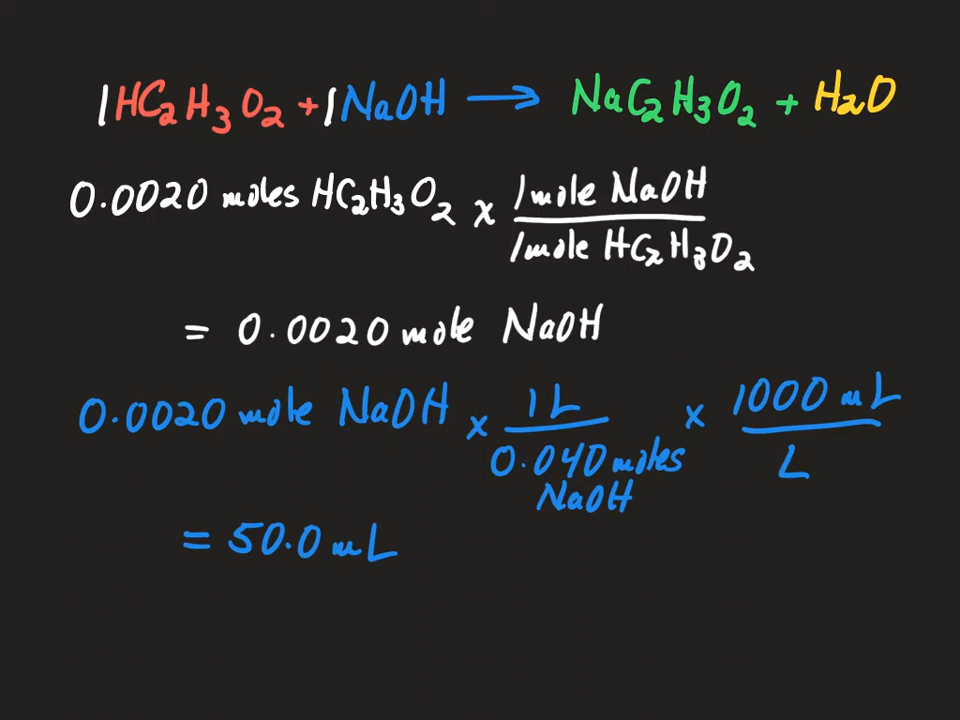 1HC2H3O2 + 1NaOH → NaC2H3O2 + H2O
0.0020 moles HC2H3O2 x 1mole NaOH
1mole HC2H3O2
= 0.0020 mole NaOH
0.0020 mole NaOH x 1L x 1000 mL
0.040 moles L
NaOH
= 50.0 mL